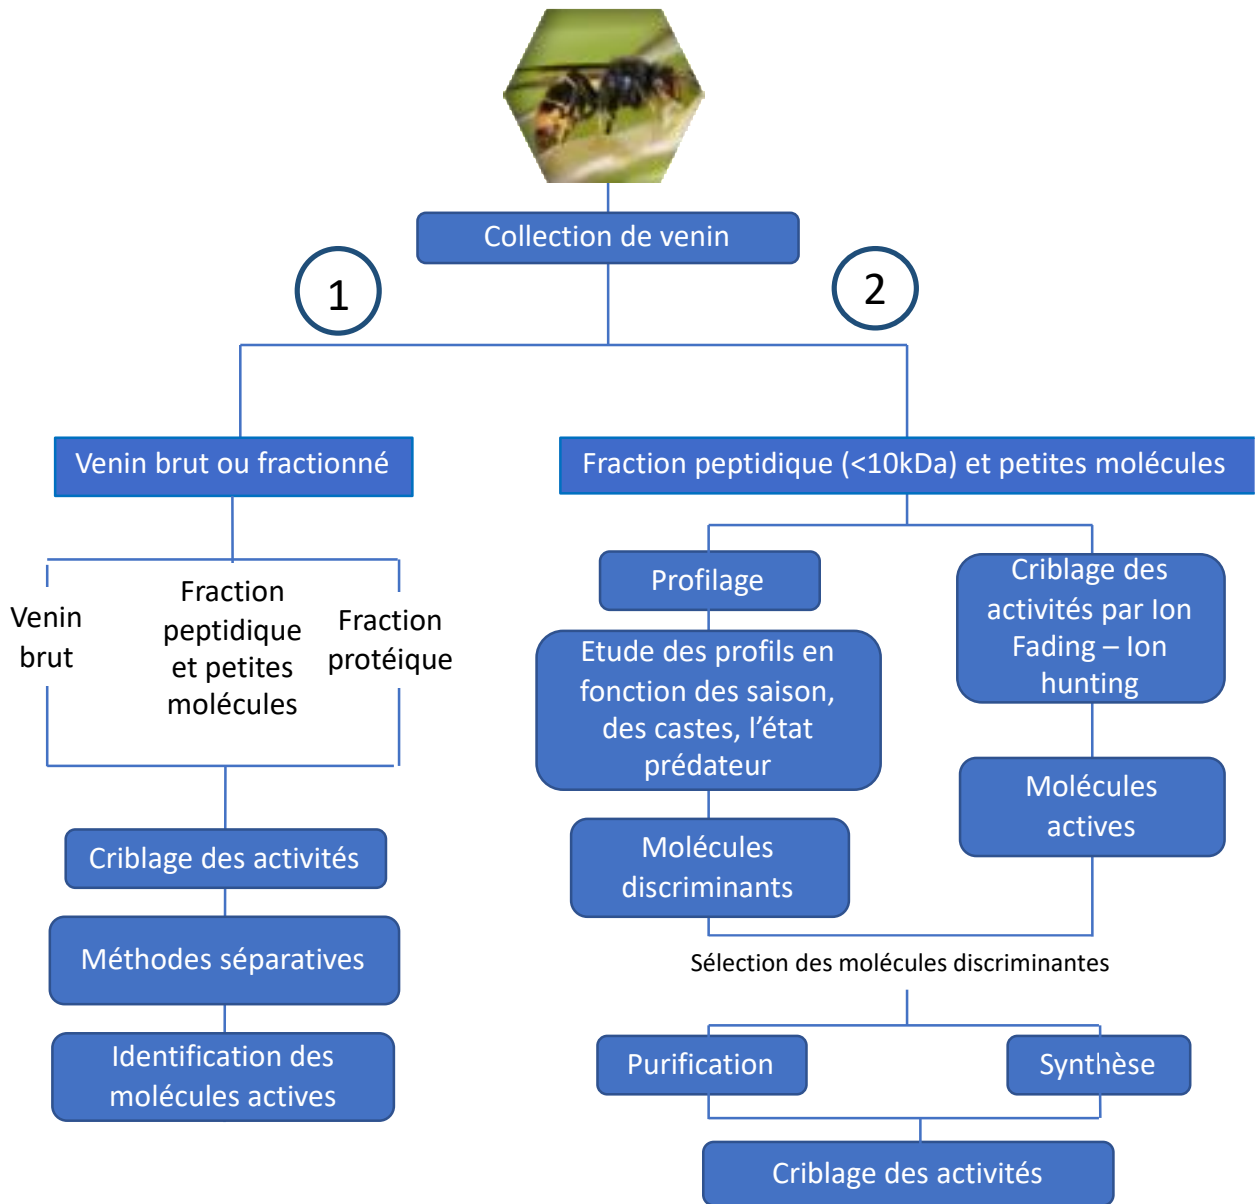 Collection de venin
1
2
Venin brut ou fractionné
Venin
brut
Fraction
peptidique
et petites
molécules
Fraction
protéique
Criblage des activités
Méthodes séparatives
Identification des
molécules actives
Fraction peptidique (<10kDa) et petites molécules
Profilage
Etude des profils en
fonction des saison,
des castes, l’état
prédateur
Molécules
discriminants
Criblage des
activités par Ion
Fading – Ion
hunting
Molécules
actives
Sélection des molécules discriminantes
Purification
Synthèse
Criblage des activités